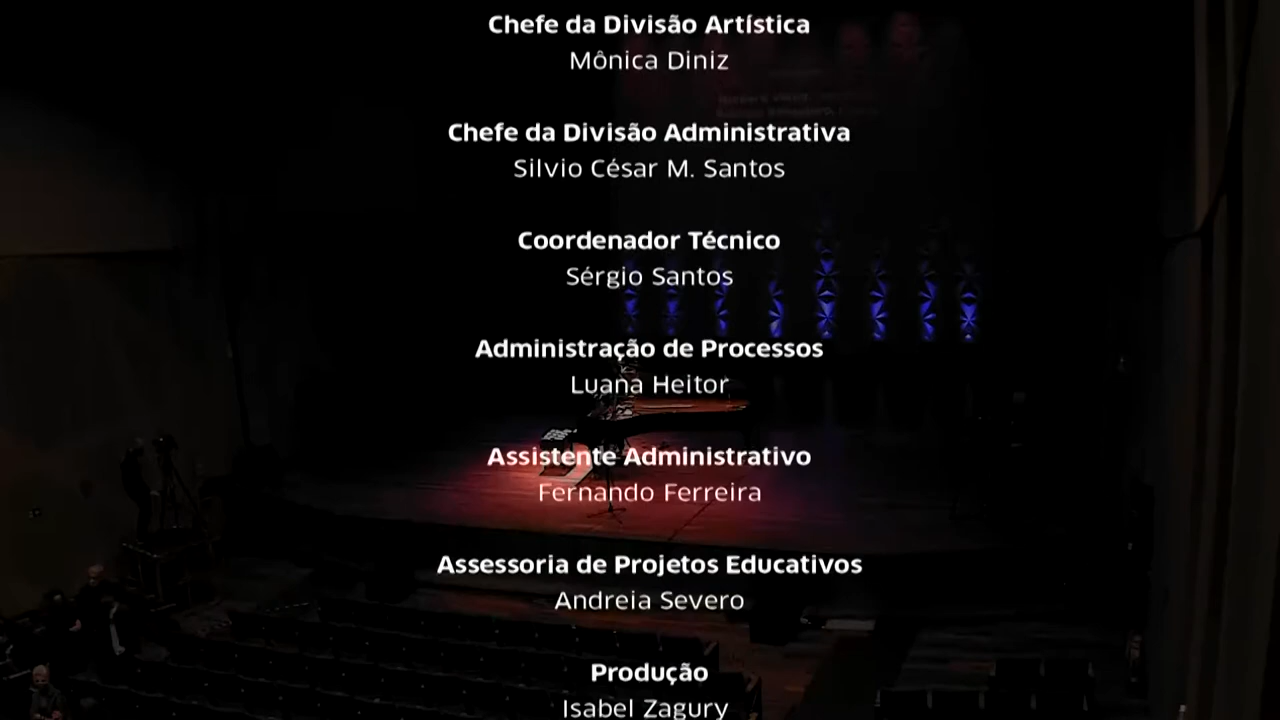 Chefe da Divisão Artística
Mônica Diniz
Chefe da Divisão Administrativa
Silvio César M. Santos
Coordenador Técnico
Sérgio Santos
Administração de Processos
Luana Heitor
Assistente Administrativo
Fernando Ferreira
Assessoria de Projetos Educativos
Andreia Severo
Produção
Isabel Zagury